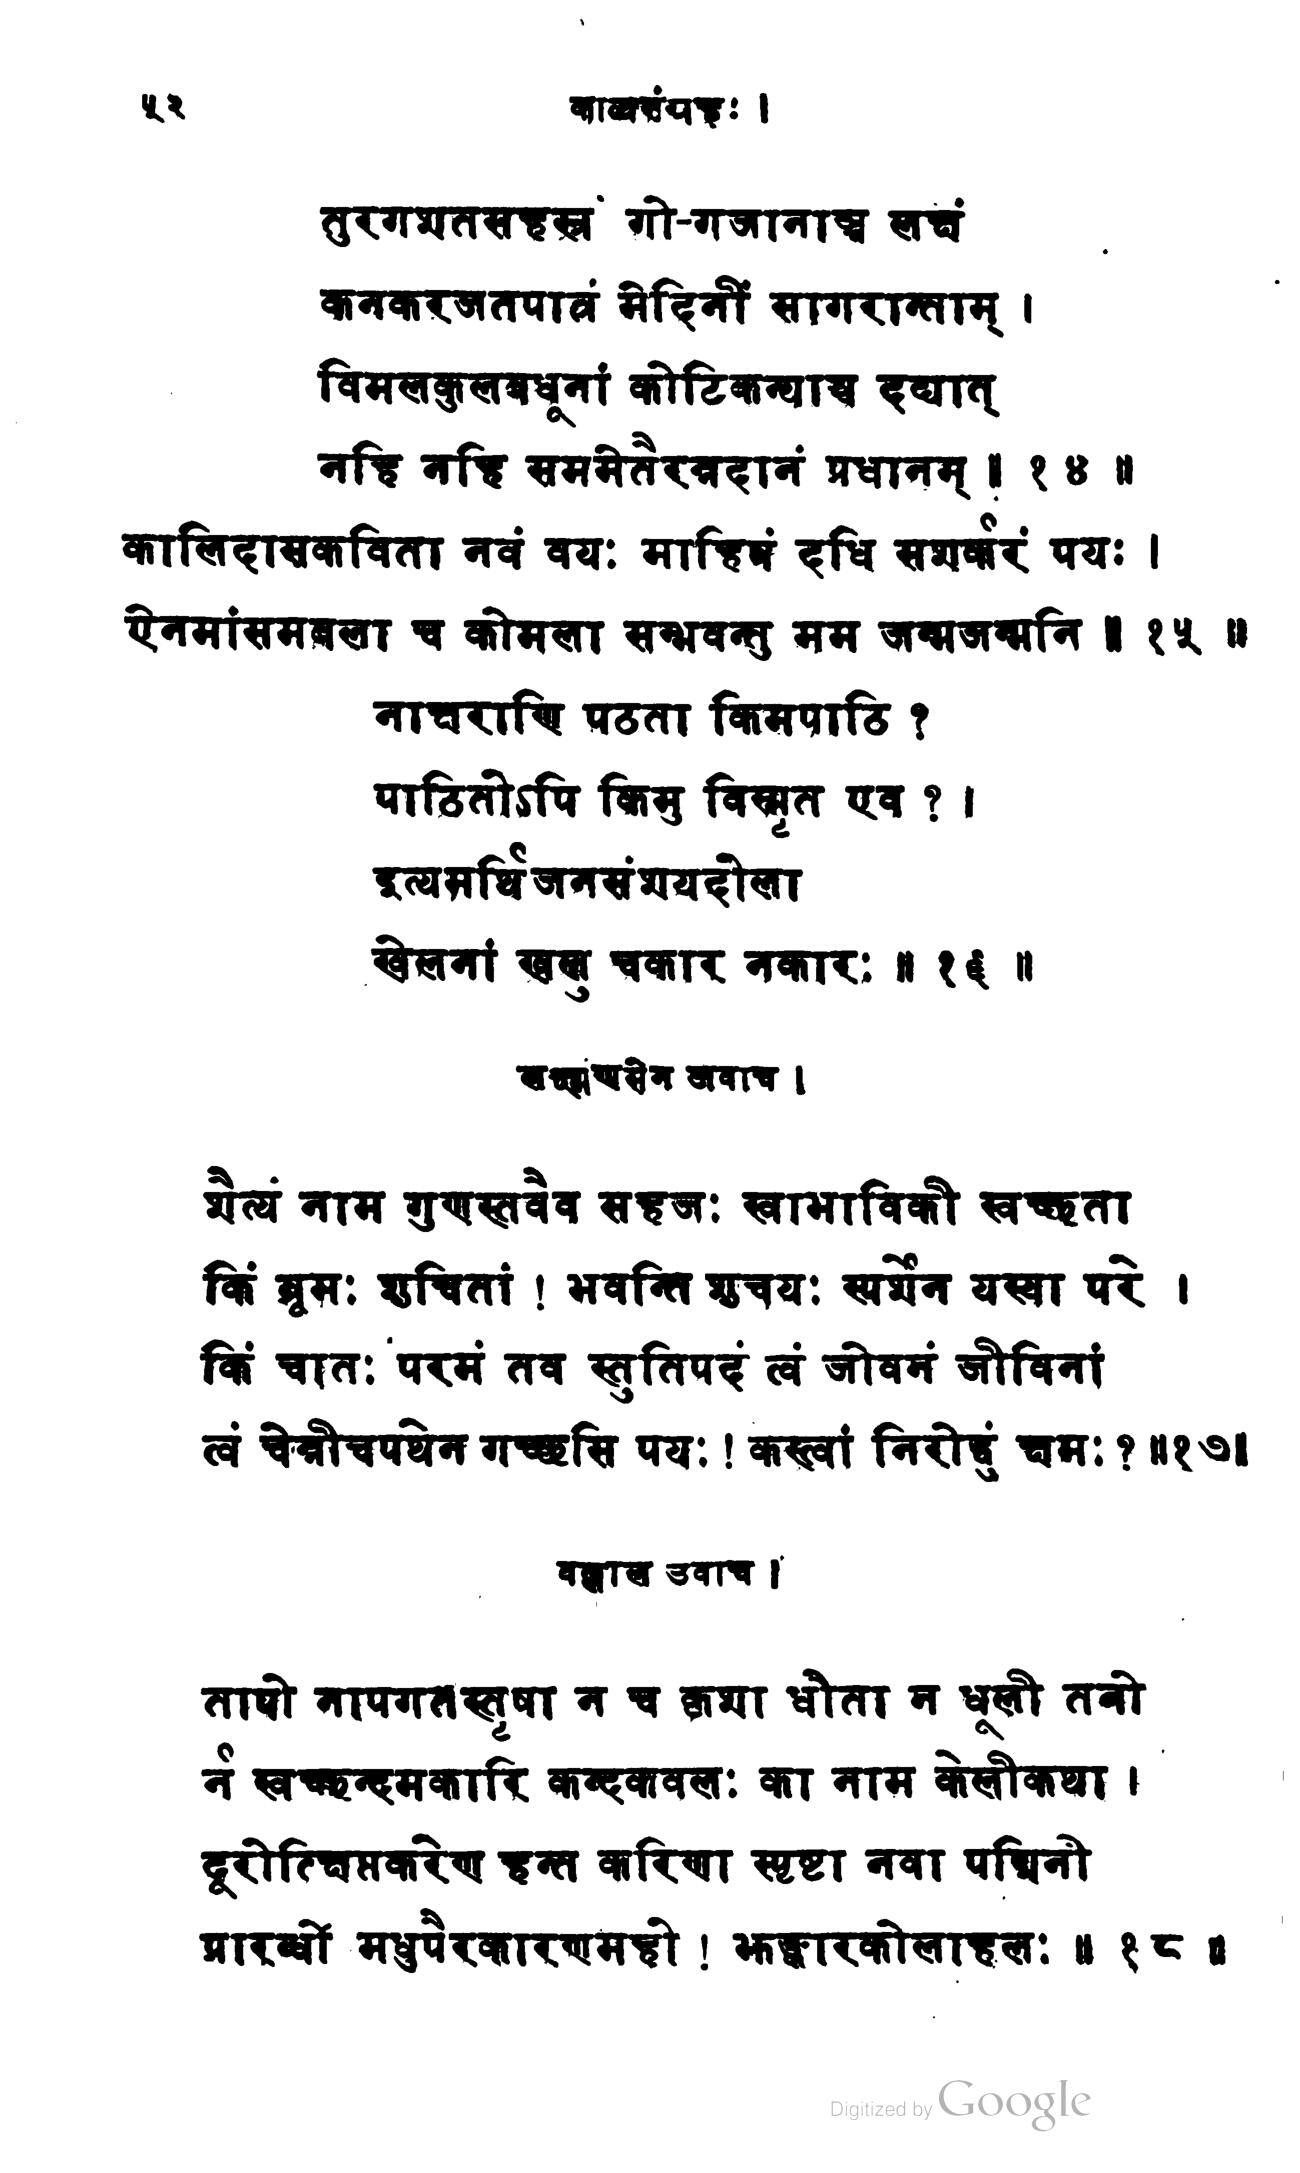 ५२
काव्यसंग्रहः ।
तुरगशतसहस्रं गो-गजानाञ्च लक्षं
कनकरजतपात्रं मेदिनीं सागरान्ताम् ।
विमलकुलबधूनां कोटिकन्याश्च दद्यात्
नहि नहि सममेतैरन्नदानं प्रधानम् ॥ १४ ॥
कालिदासकविता नवं वयः माहिषं दधि सशर्करं पयः ।
ऐनमांसमबला च कोमला सम्भवन्तु मम जन्मजन्मनि ॥ १५ ॥
नाक्षराणि पठता किमपाठि ?
पाठितोऽपि किमु विस्मृत एव ? ।
इत्यमर्थिजनसंशयदोला
खेलनां खलु चकार नकारः ॥ १६ ॥
लक्ष्मणसेन उवाच ।
शैत्यं नाम गुणस्तवैव सहजः स्वाभाविकी स्वच्छता
किं ब्रूमः शुचितां ! भवन्ति शुचयः स्पर्शेन यस्या परे ।
किं चातः परमं तव स्तुतिपदं त्वं जीवनं जीविनां
त्वं चेन्नीचपथेन गच्छसि पयः ! कस्त्वां निरोद्धुं क्षमः ? ॥१७॥
वल्लाल उवाच ।
तापो नापगतस्तृषा न च कृशा धौता न धूली तनो
र्न स्वच्छन्दमकारि कन्दकवलः का नाम केलीकथा ।
दूरोत्क्षिप्तकरेण हन्त करिणा स्पृष्टा नवा पद्मिनी
प्रारब्धो मधुपैरकारणमहो ! झङ्कारकोलाहलः ॥ १८ ॥
Digitized by Google